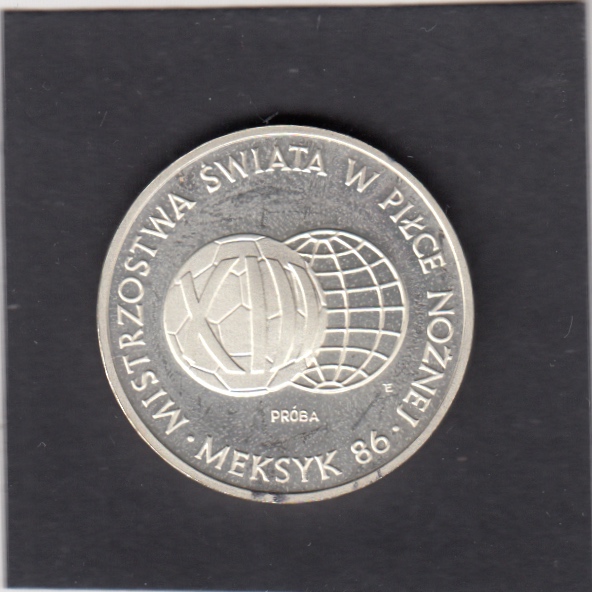 MISTRZOSTWA ŚWIATA W PIŁCE NOŻNEJ
· MEKSYK 86 ·
XIII
PRÓBA
E